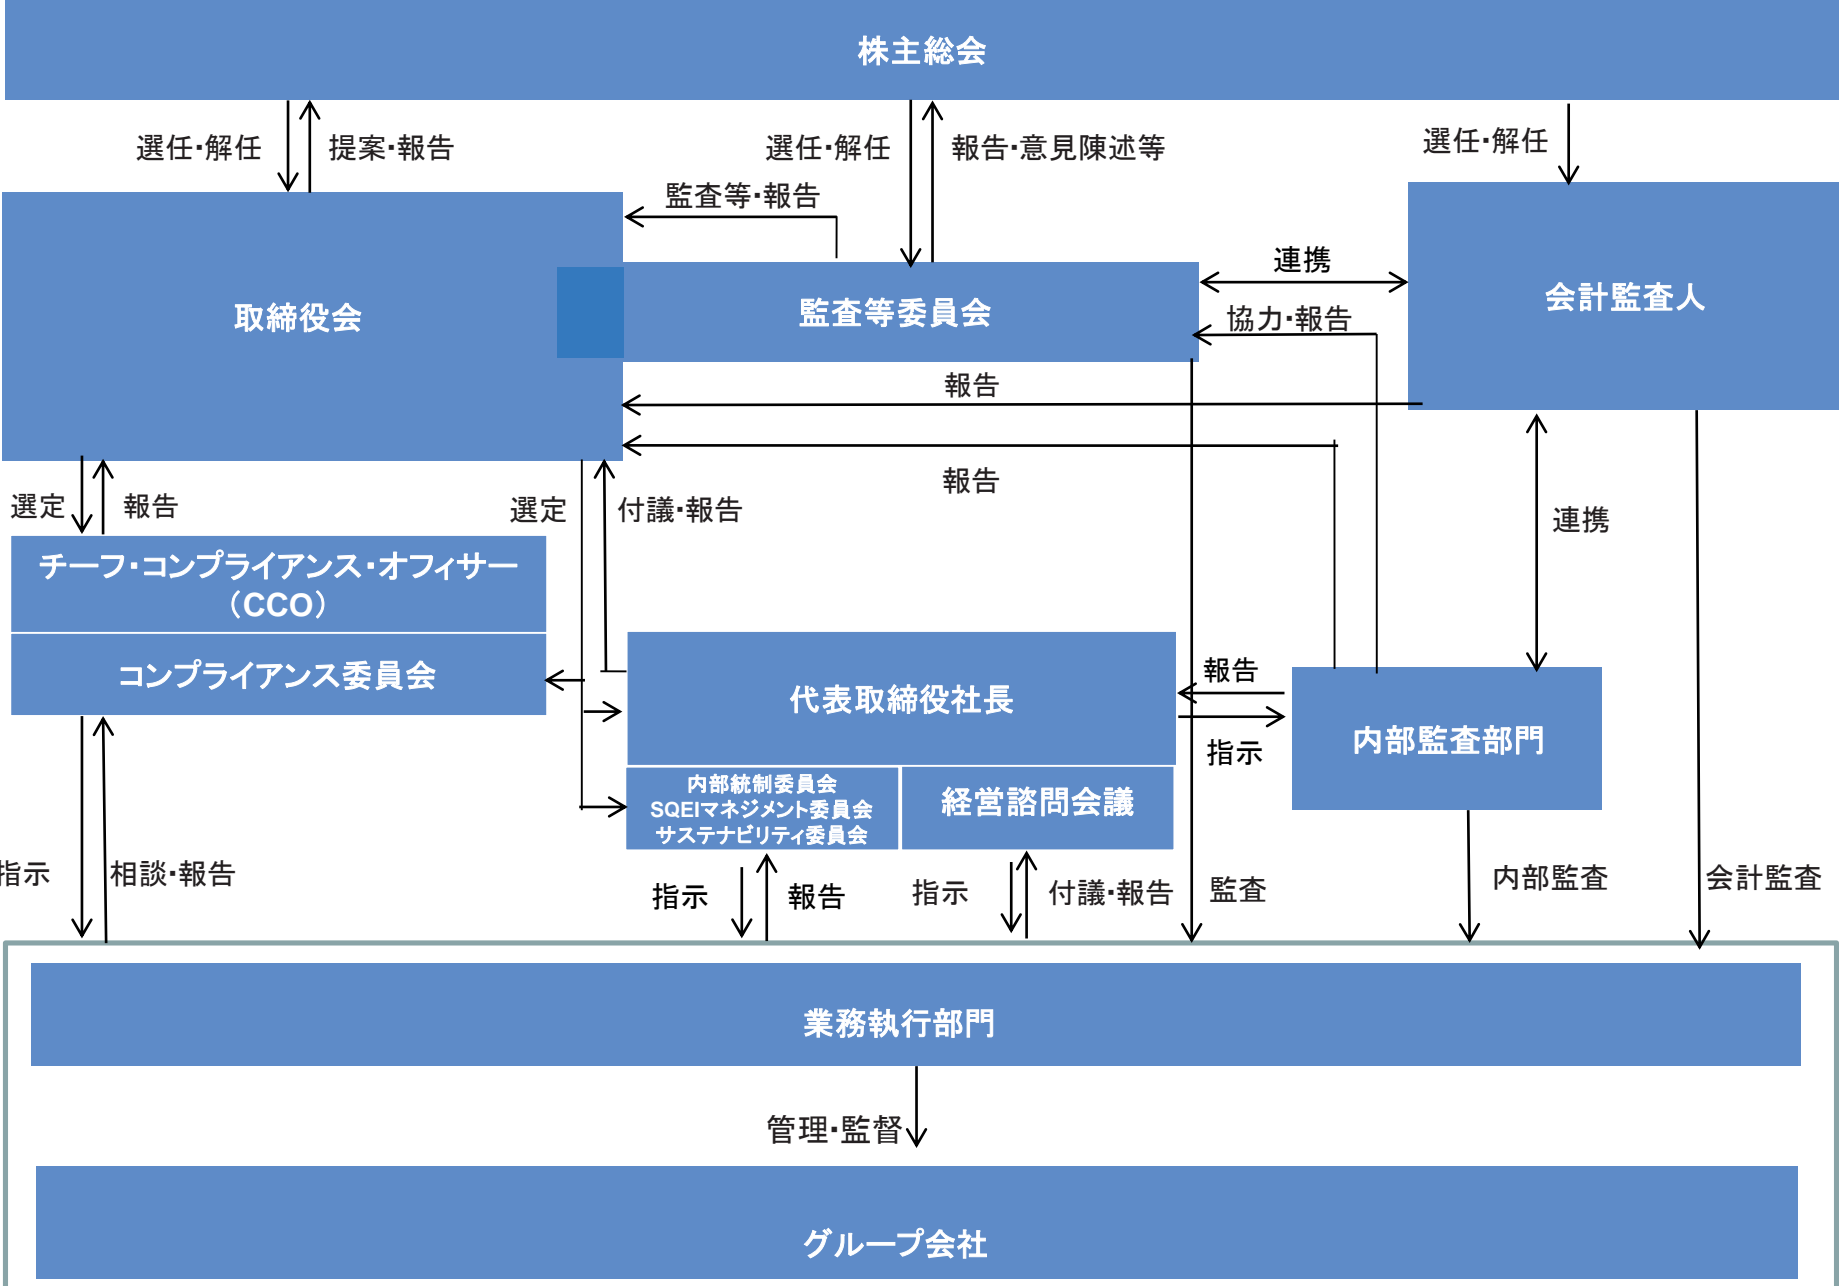 株主総会
選任・解任
提案・報告
選任・解任
報告・意見陳述等
選任・解任
監査等・報告
取締役会
監査等委員会
連携
会計監査人
協力・報告
報告
報告
選定
報告
選定
付議・報告
連携
チーフ・コンプライアンス・オフィサー
（CCO）
コンプライアンス委員会
代表取締役社長
報告
指示
内部監査部門
内部統制委員会
SQEIマネジメント委員会
サステナビリティ委員会
経営諮問会議
指示
相談・報告
指示
報告
指示
付議・報告
監査
内部監査
会計監査
業務執行部門
管理・監督
グループ会社